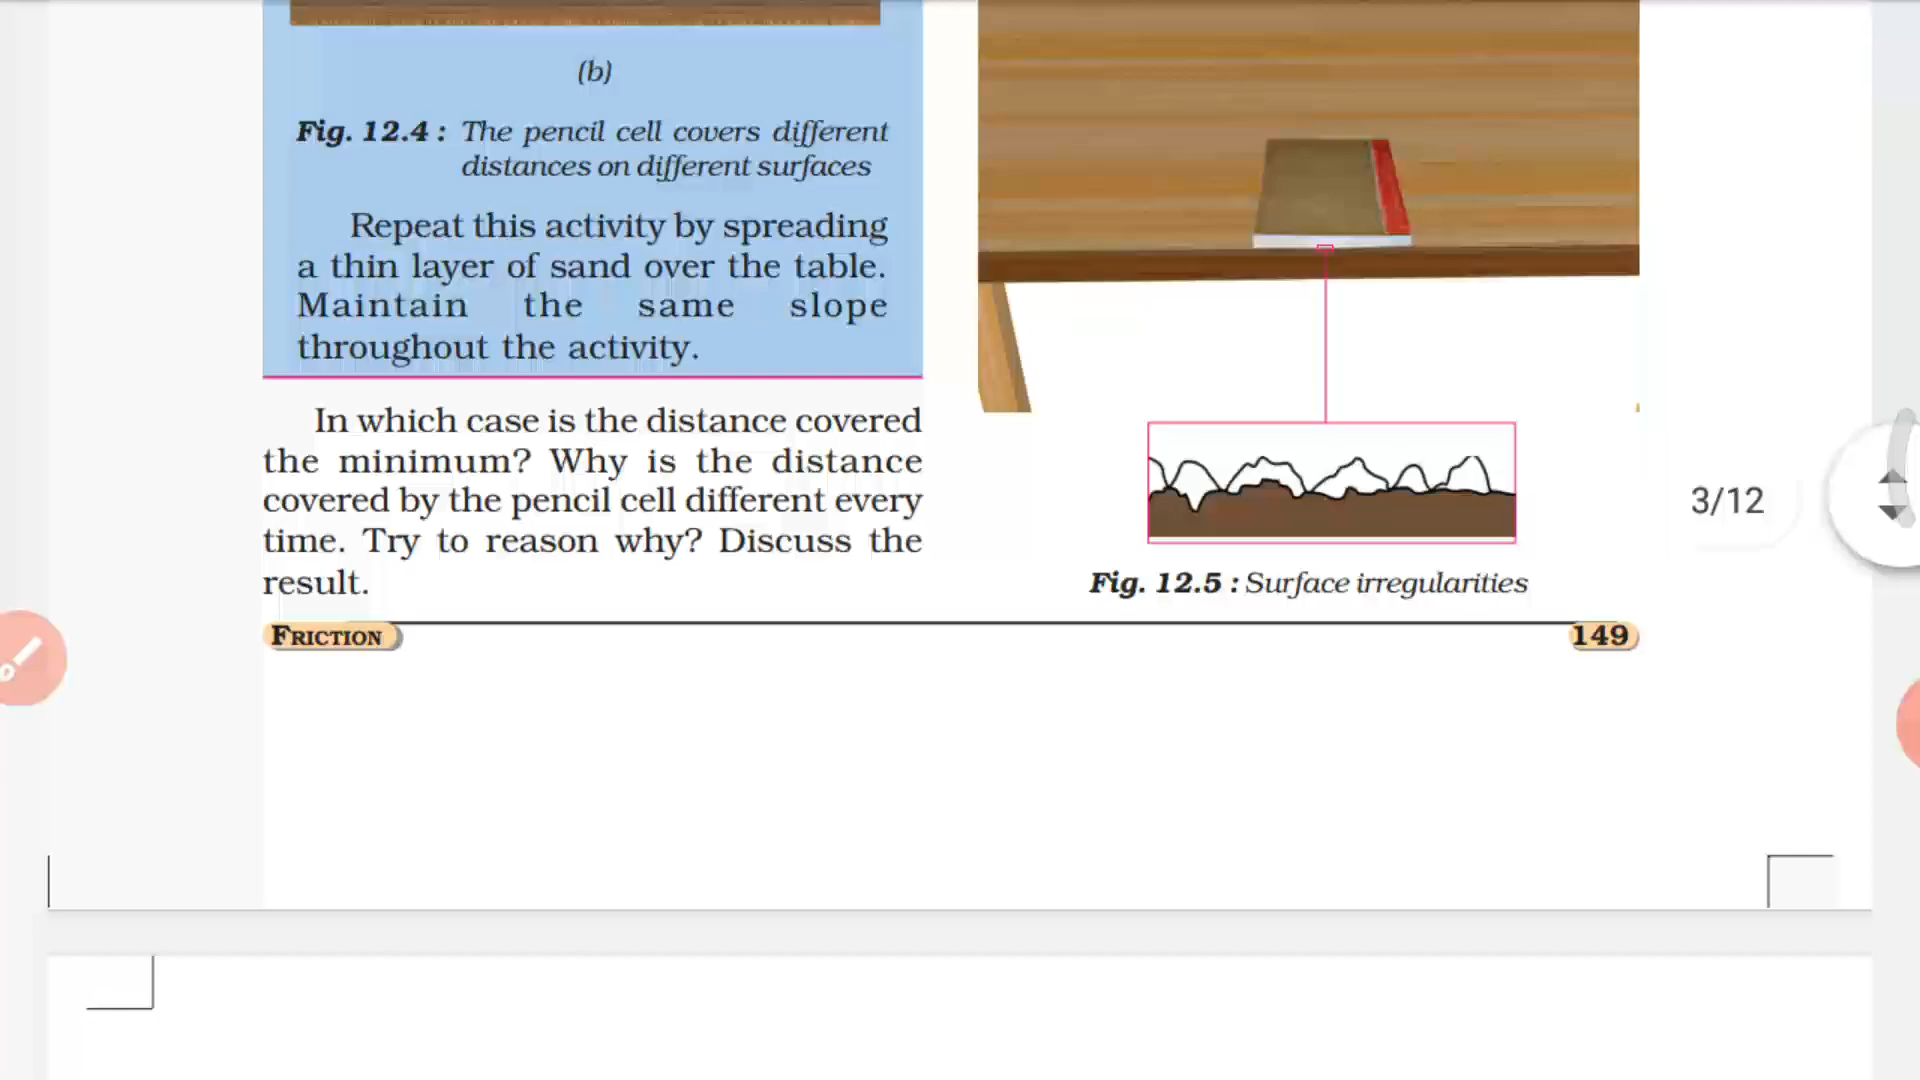 (b)
Fig. 12.4 : The pencil cell covers different
distances on different surfaces
Repeat this activity by spreading
a thin layer of sand over the table.
Maintain the same slope
throughout the activity.
In which case is the distance covered
the minimum? Why is the distance
covered by the pencil cell different every
time. Try to reason why? Discuss the
result.
Fig. 12.5 : Surface irregularities
3/12
FRICTION
149